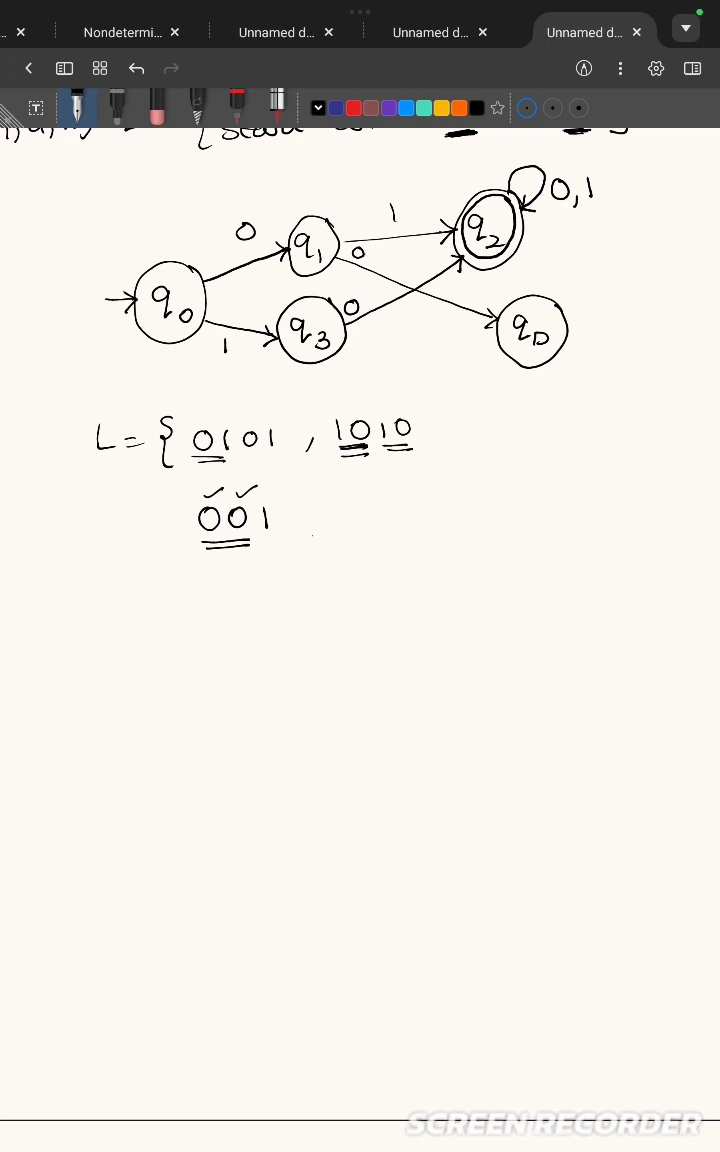 ... × Nondetermi... × Unnamed d... × Unnamed d... × Unnamed d... ×
T
0 1 0, 1
q0 q1 q2 0
1 q3 0 qD
L = { 0101 , 1010
001
SCREEN RECORDER